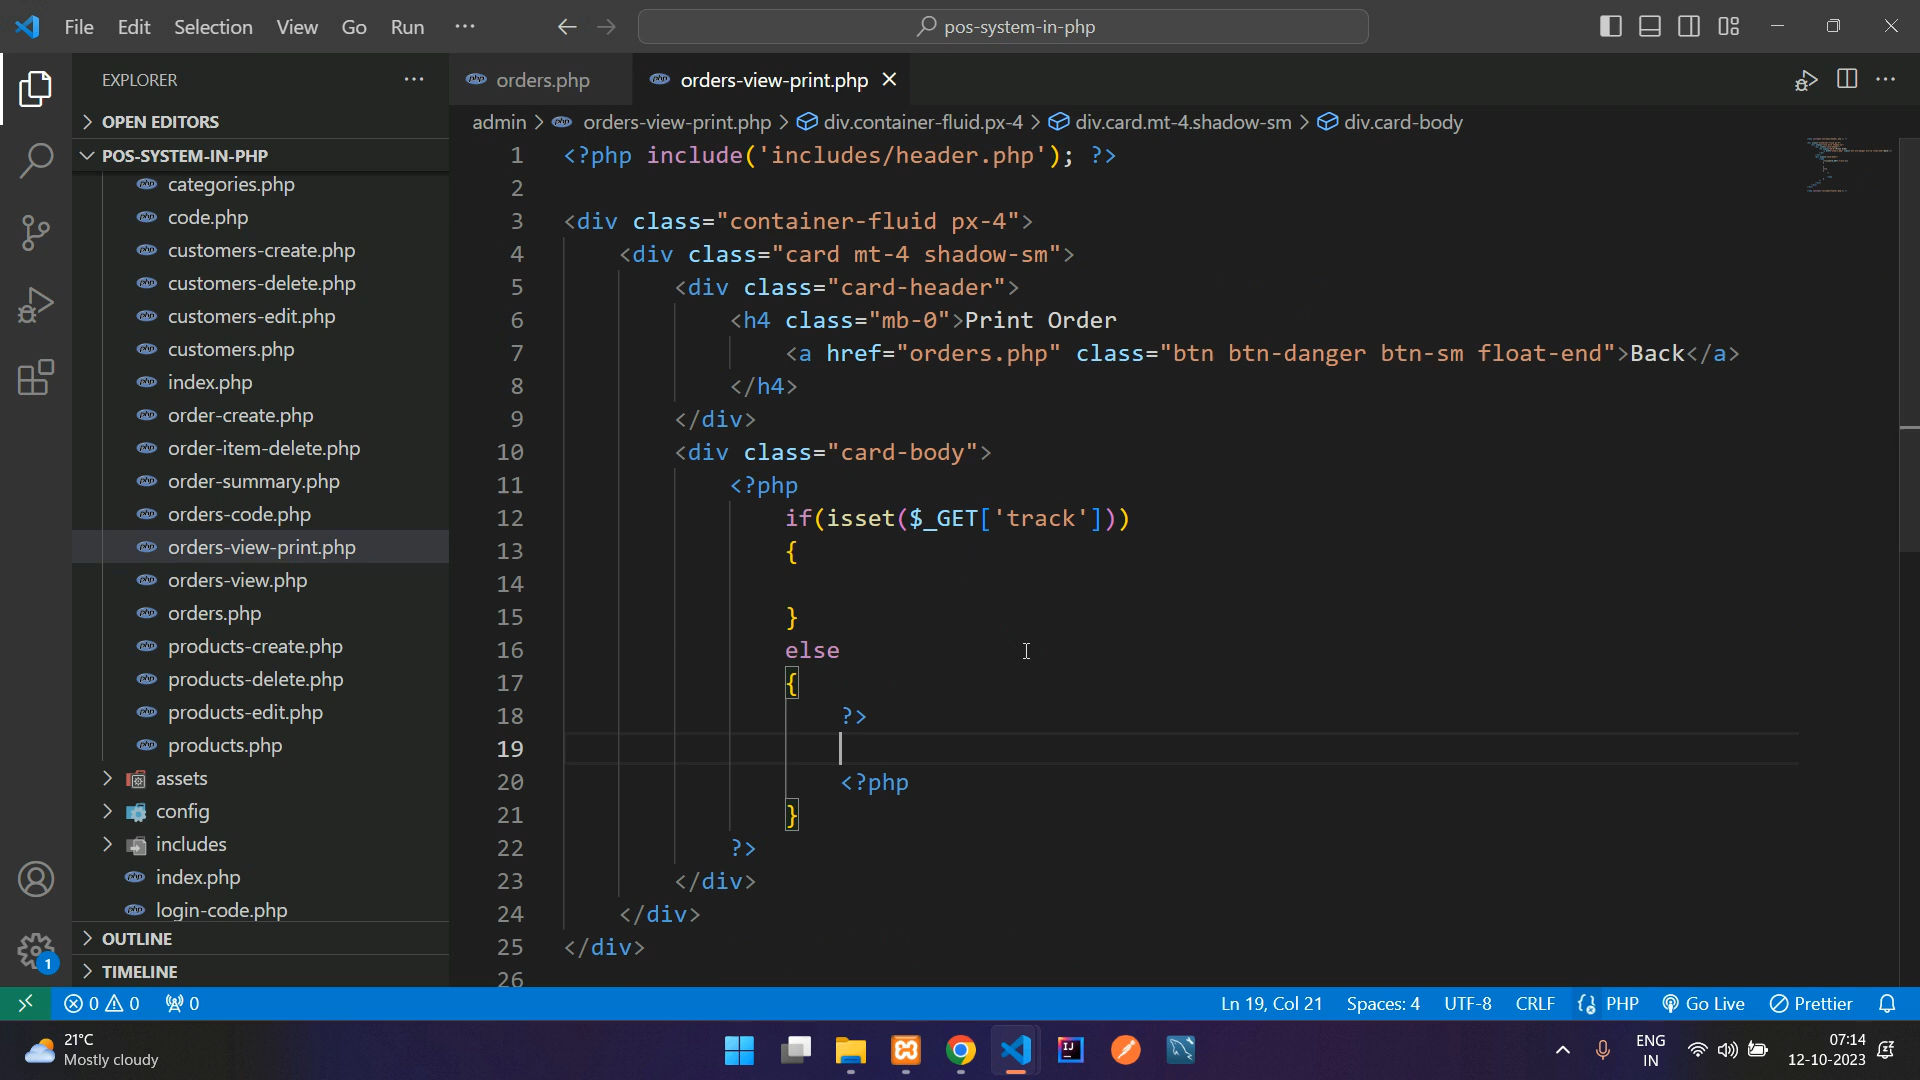 File Edit Selection View Go Run ···
pos-system-in-php
EXPLORER
OPEN EDITORS
POS-SYSTEM-IN-PHP
categories.php
code.php
customers-create.php
customers-delete.php
customers-edit.php
customers.php
index.php
order-create.php
order-item-delete.php
order-summary.php
orders-code.php
orders-view-print.php
orders-view.php
orders.php
products-create.php
products-delete.php
products-edit.php
products.php
assets
config
includes
index.php
login-code.php
OUTLINE
TIMELINE
orders.php
orders-view-print.php
admin > orders-view-print.php > div.container-fluid.px-4 > div.card.mt-4.shadow-sm > div.card-body
1 <?php include('includes/header.php'); ?>
2
3 <div class="container-fluid px-4">
4 <div class="card mt-4 shadow-sm">
5 <div class="card-header">
6 <h4 class="mb-0">Print Order
7 <a href="orders.php" class="btn btn-danger btn-sm float-end">Back</a>
8 </h4>
9 </div>
10 <div class="card-body">
11 <?php
12 if(isset($_GET['track']))
13 {
14
15 }
16 else
17 {
18 ?>
19
20 <?php
21 }
22 ?>
23 </div>
24 </div>
25 </div>
26
1
0 0 0
Ln 19, Col 21 Spaces: 4 UTF-8 CRLF PHP Go Live Prettier
21°C
Mostly cloudy
ENG
IN
07:14
12-10-2023